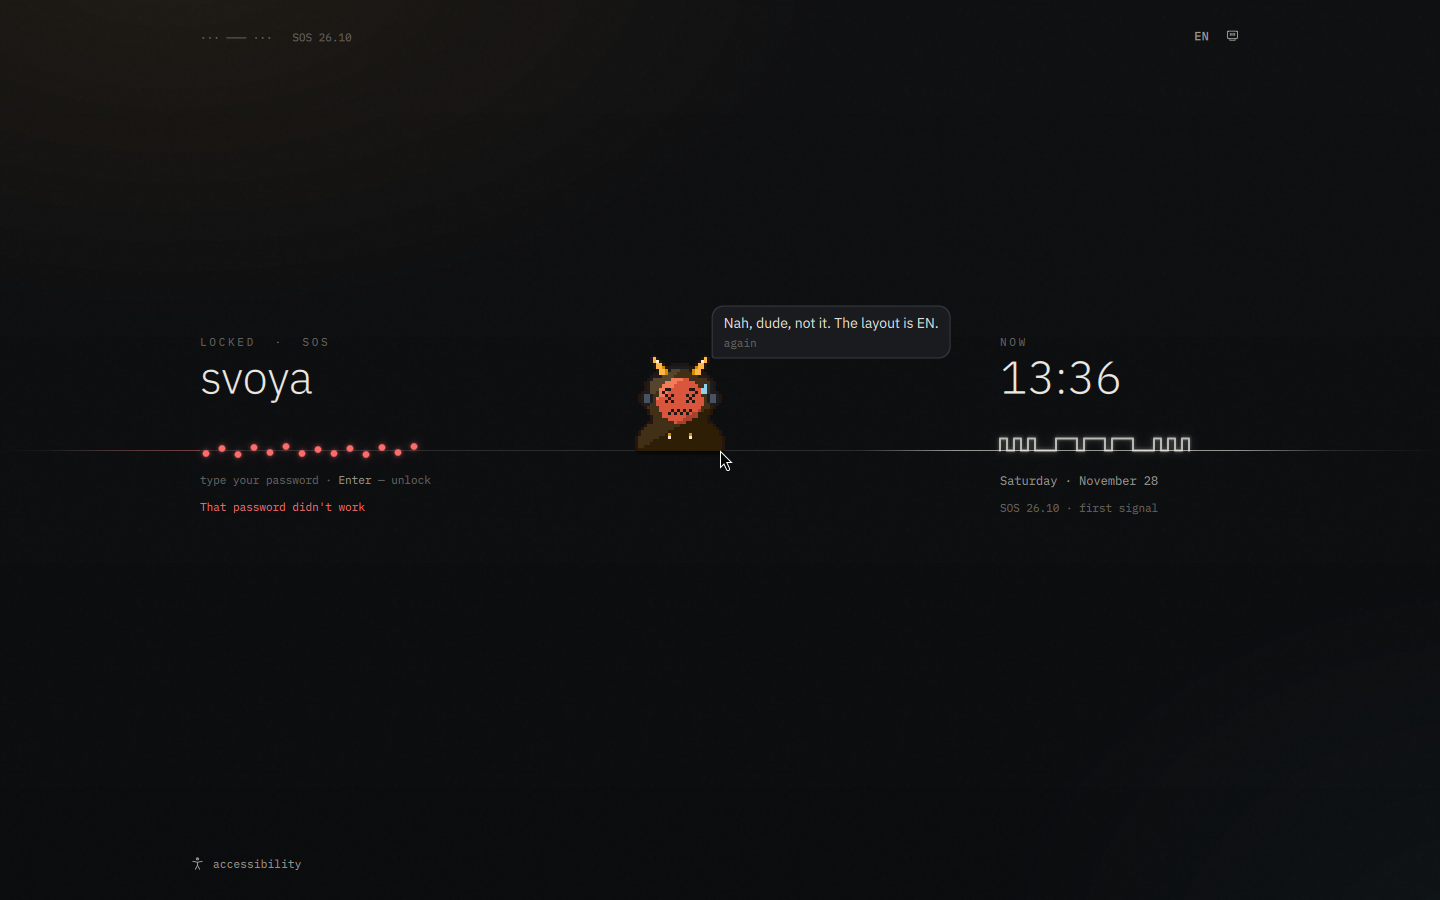 ··· —— ··· SOS 26.10
EN
Nah, dude, not it. The layout is EN.
again
LOCKED · SOS
svoya
type your password · Enter — unlock
That password didn't work
NOW
13:36
Saturday · November 28
SOS 26.10 · first signal
accessibility